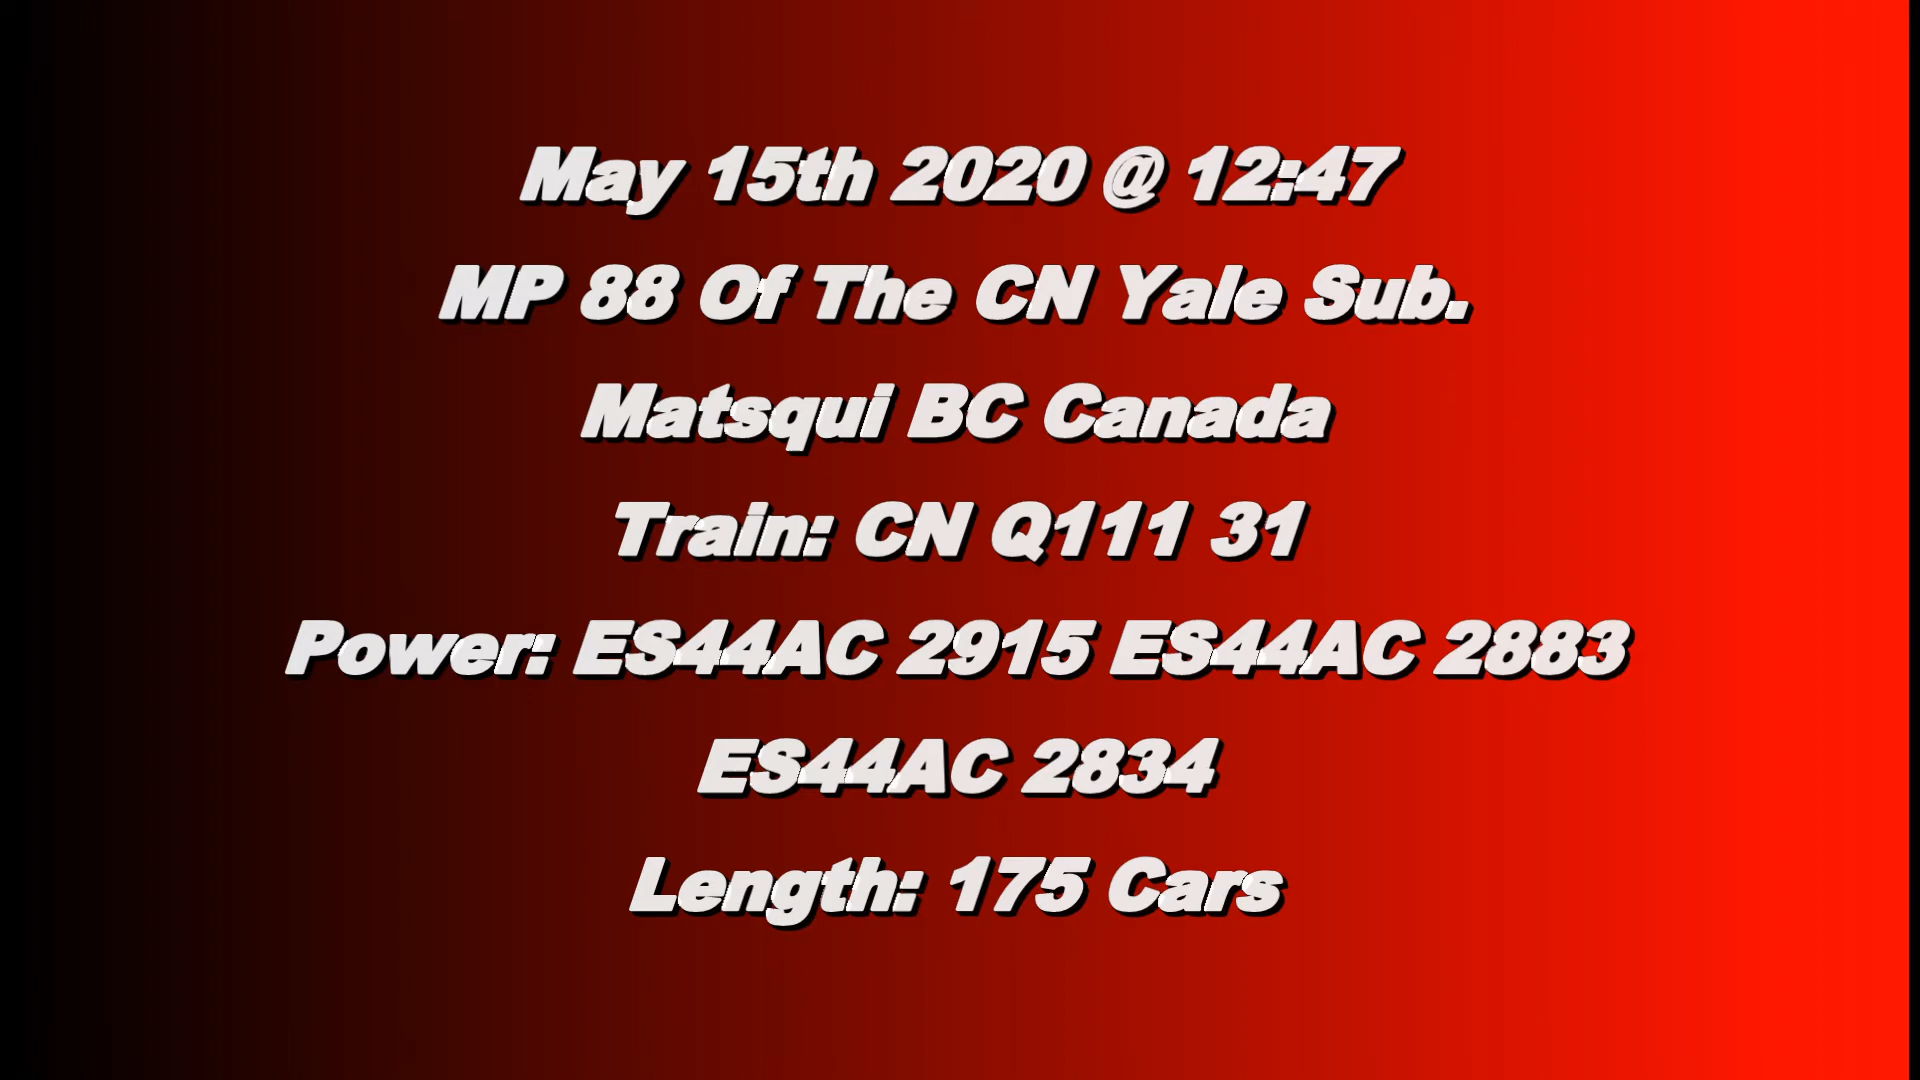 May 15th 2020 @ 12:47
MP 88 Of The CN Yale Sub.
Matsqui BC Canada
Train: CN Q111 31
Power: ES44AC 2915 ES44AC 2883
ES44AC 2834
Length: 175 Cars